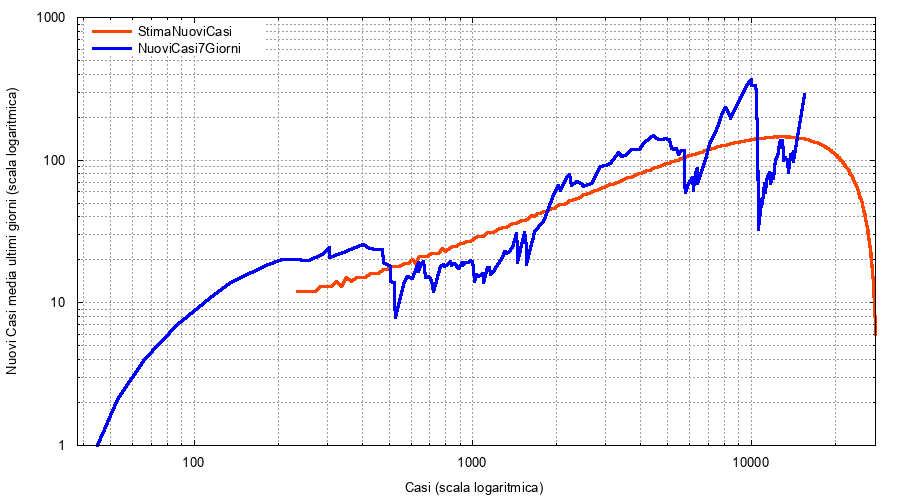 1000
StimaNuoviCasi
NuoviCasi7Giorni
100
10
1
100
1000
10000
Nuovi Casi media ultimi giorni (scala logaritmica)
Casi (scala logaritmica)